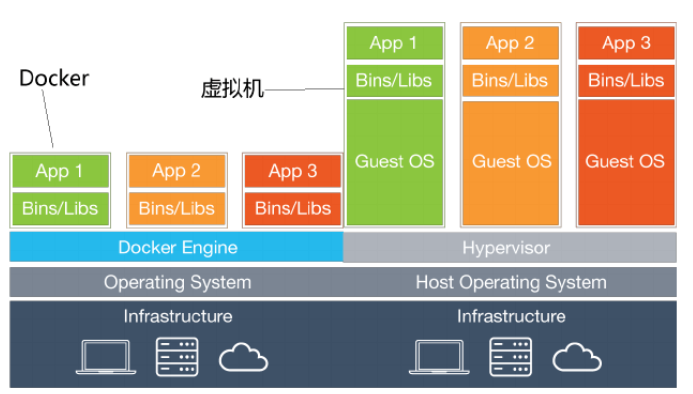 App 1 App 2 App 3
Docker
虚拟机
Bins/Libs Bins/Libs Bins/Libs
App 1 App 2 App 3
Guest OS Guest OS Guest OS
Bins/Libs Bins/Libs Bins/Libs
Docker Engine Hypervisor
Operating System Host Operating System
Infrastructure Infrastructure